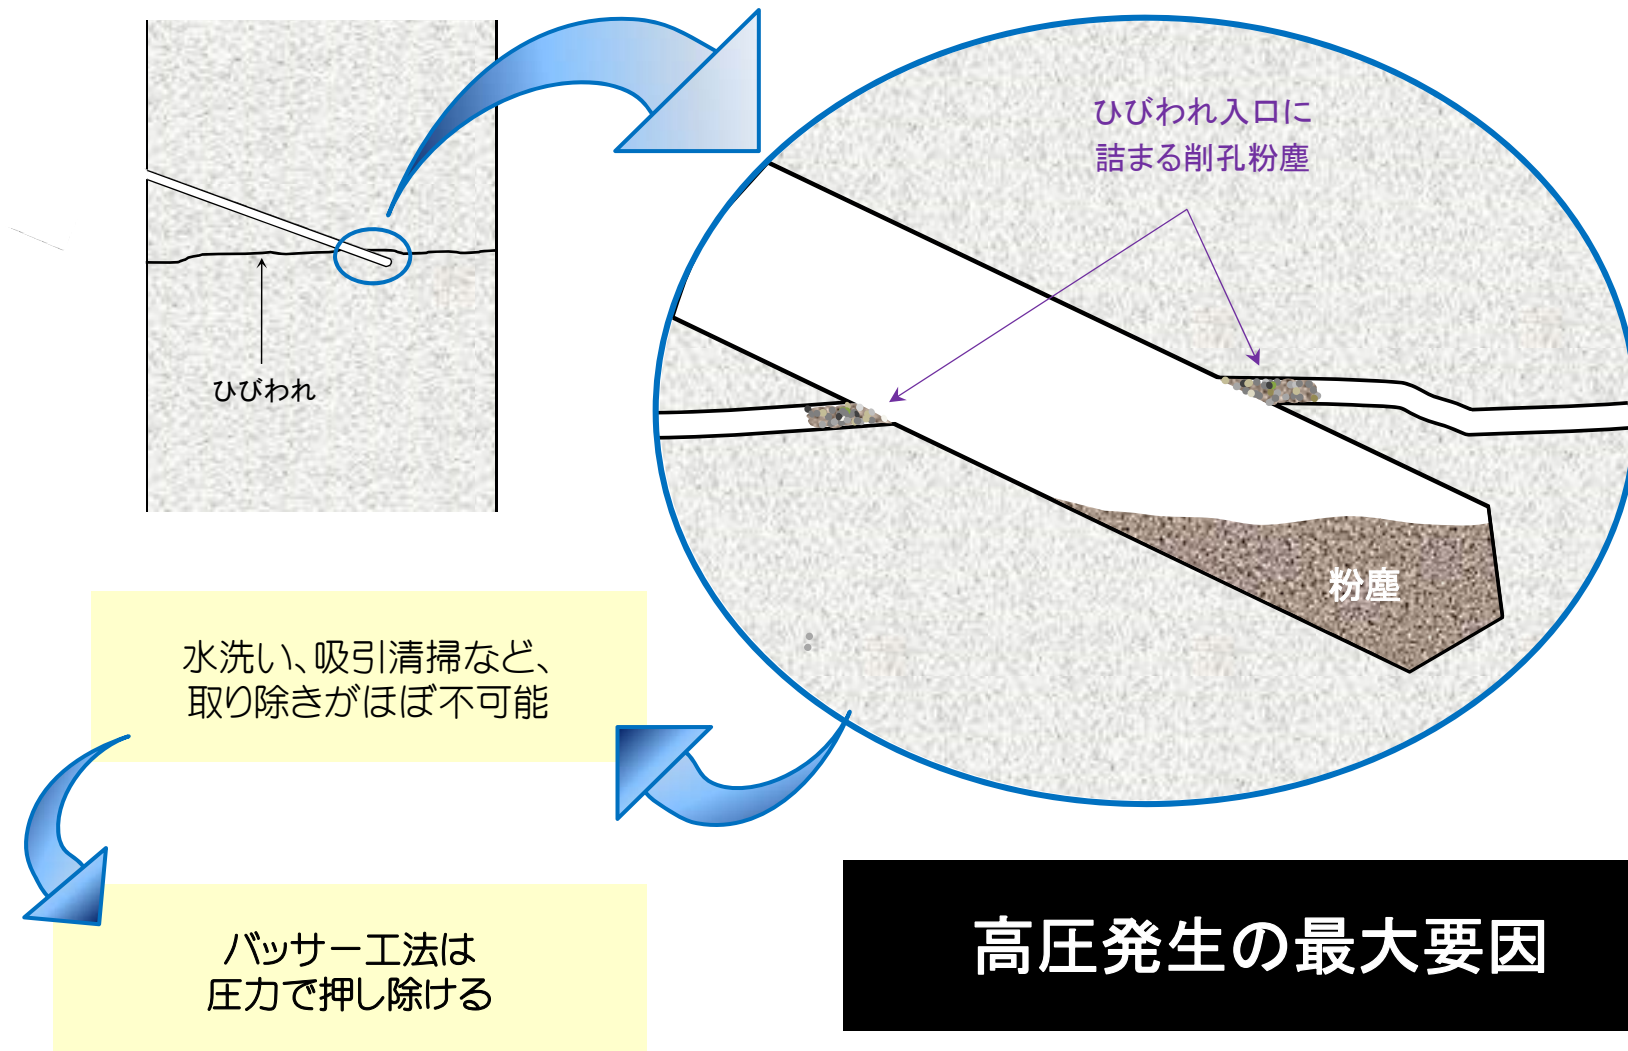 ひびわれ入口に
詰まる削孔粉塵
ひびわれ
粉塵
水洗い、吸引清掃など、
取り除きがほぼ不可能
バッサー工法は
圧力で押し除ける
高圧発生の最大要因